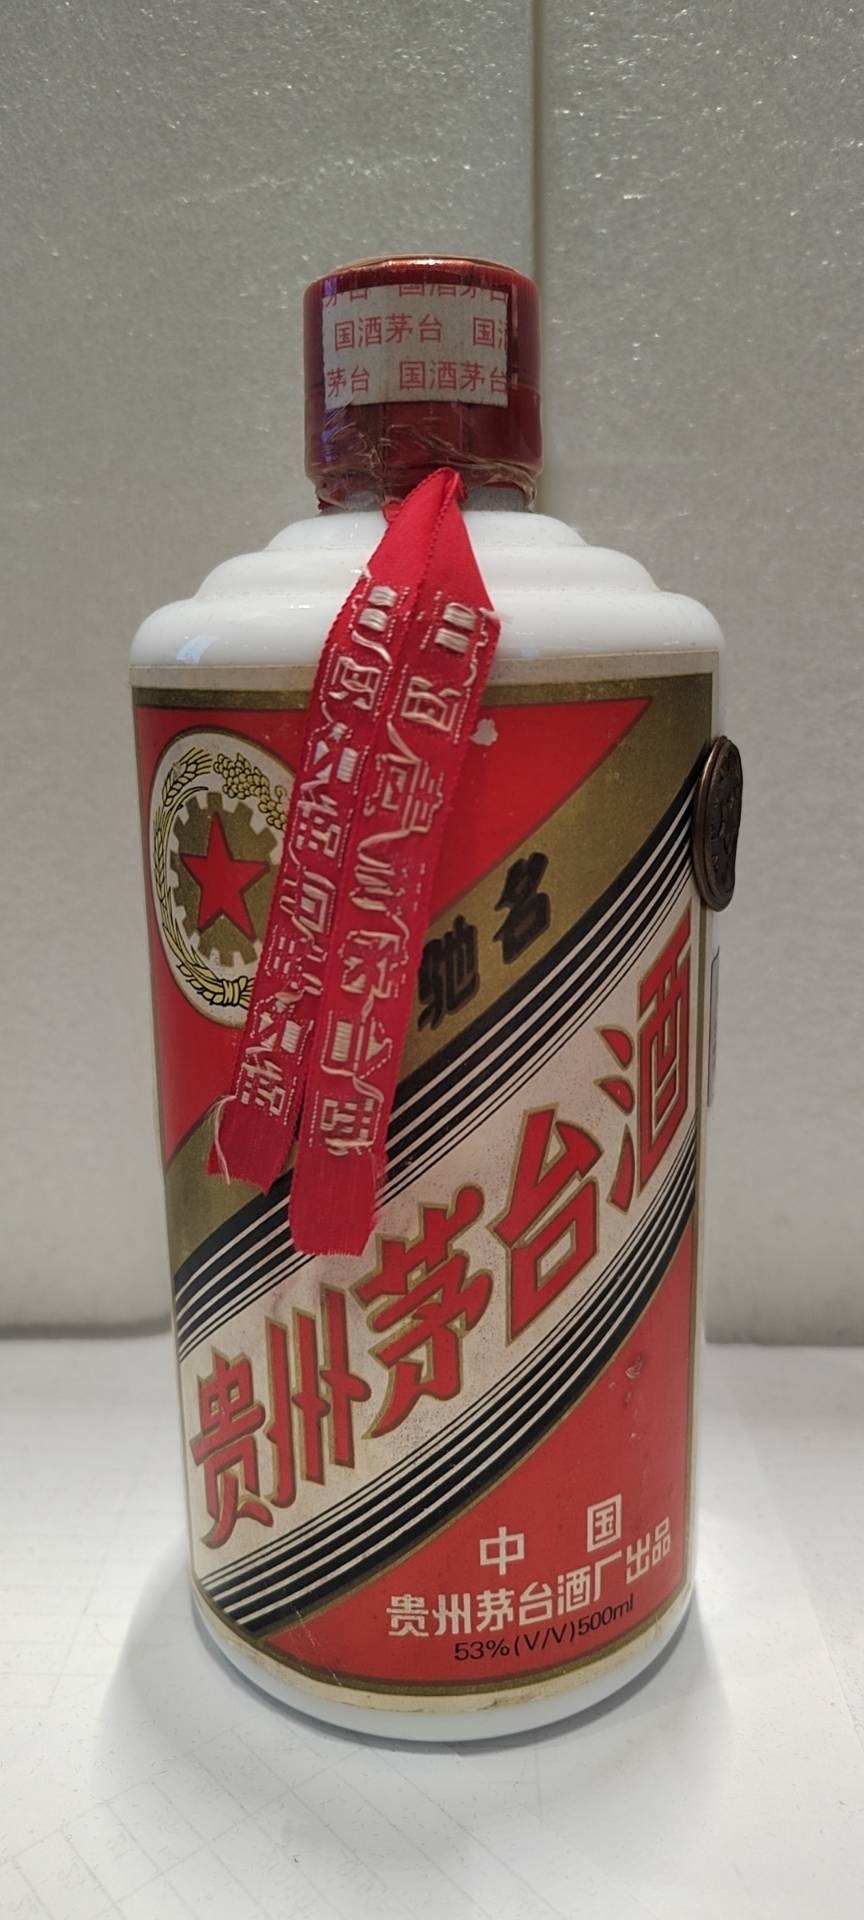 茅台 国酒茅台
国酒茅台 国酒
茅台 国酒茅台
驰名
贵州茅台酒
中国
贵州茅台酒厂出品
53%(V/V)500ml